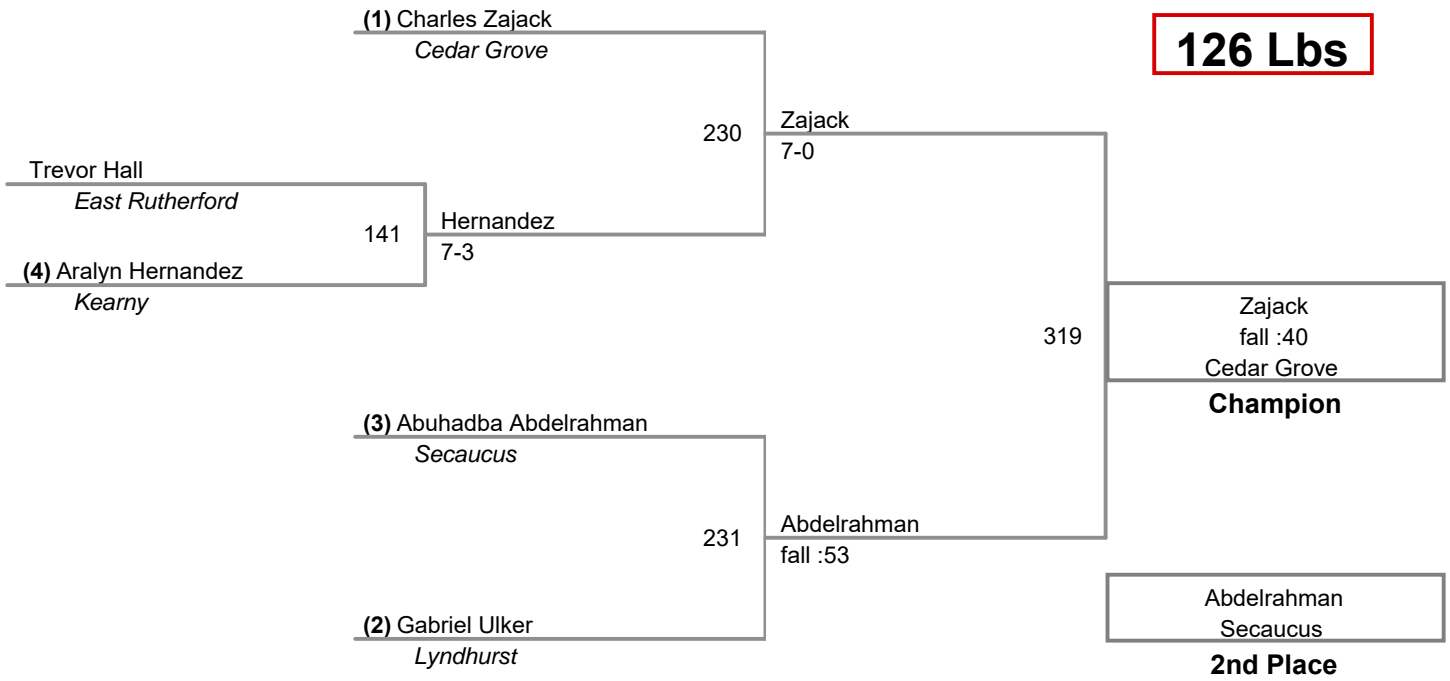 (1) Charles Zajack
Cedar Grove
126 Lbs
230
Zajack
7-0
Trevor Hall
East Rutherford
141
Hernandez
7-3
(4) Aralyn Hernandez
Kearny
319
Zajack
fall :40
Cedar Grove
Champion
(3) Abuhadba Abdelrahman
Secaucus
231
Abdelrahman
fall :53
(2) Gabriel Ulker
Lyndhurst
Abdelrahman
Secaucus
2nd Place